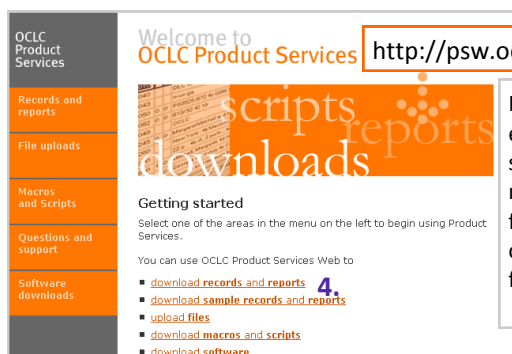 OCLC
Product
Services
Records and
reports
File uploads
Macros
and Scripts
Questions and
support
Software
downloads
Welcome to
OCLC Product Services
http://psw.o
scripts
reports
downloads
Getting started
Select one of the areas in the menu on the left to begin using Product
Services.
You can use OCLC Product Services Web to
■ download records and reports
4.
■ download sample records and reports
■ upload files
■ download macros and scripts
■ download software